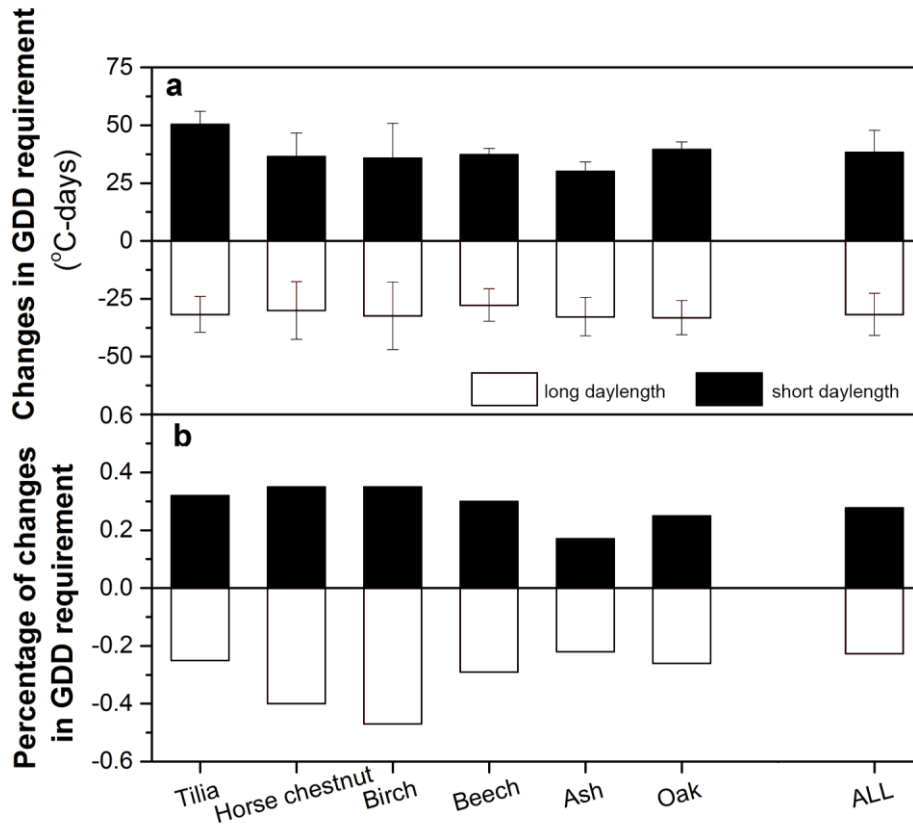 Changes in GDD requirement
(°C-days)
75
50
25
0
-25
-50
a
long daylength
short daylength
Percentage of changes
in GDD requirement
0.6
0.4
0.2
0.0
-0.2
-0.4
-0.6
b
Tilia
Horse chestnut
Birch
Beech
Ash
Oak
ALL